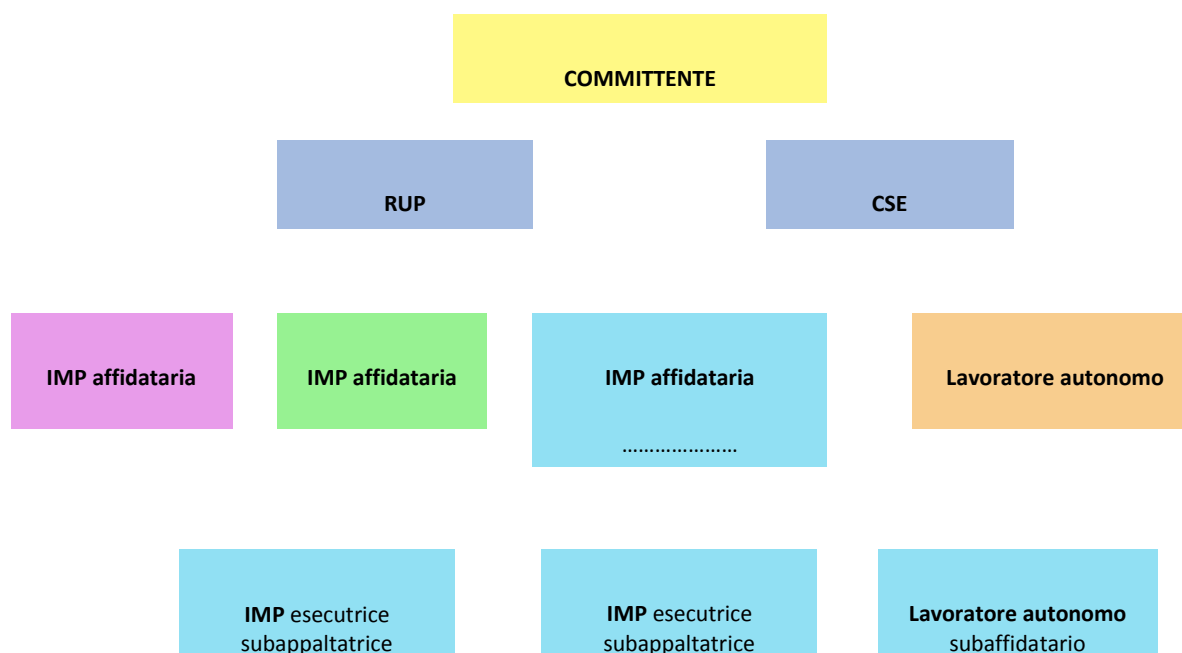 COMMITTENTE
RUP
CSE
IMP affidataria
IMP affidataria
IMP affidataria
…………………
Lavoratore autonomo
IMP esecutrice
subappaltatrice
IMP esecutrice
subappaltatrice
Lavoratore autonomo
subaffidatario